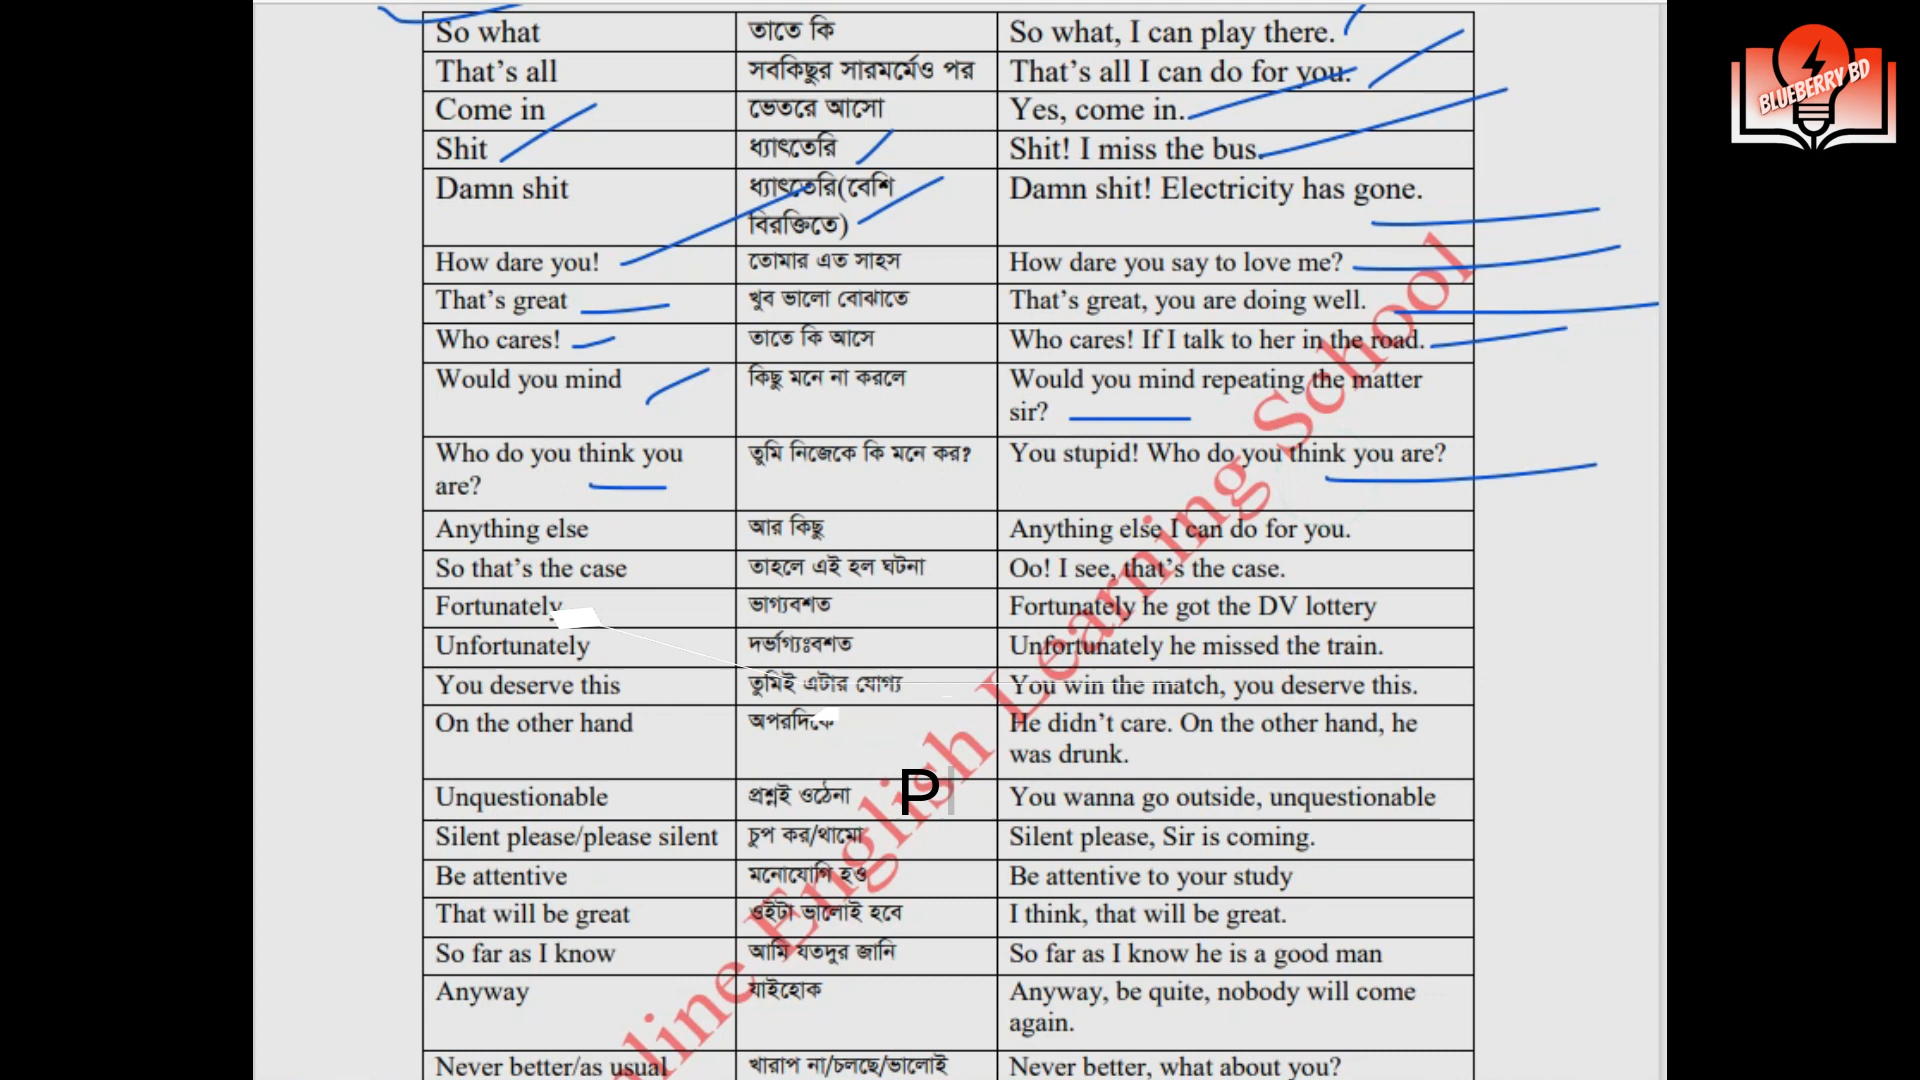 BLUEBERRY BD
So what তাতে কি So what, I can play there.
That’s all সবকিছুর সারমর্মেও পর That’s all I can do for you.
Come in ভেতরে আসো Yes, come in.
Shit ধ্যাৎতেরি Shit! I miss the bus.
Damn shit ধ্যাৎতেরি(বেশি Damn shit! Electricity has gone.
বিরক্তিতে)
How dare you! তোমার এত সাহস How dare you say to love me?
That’s great খুব ভালো বোঝাতে That’s great, you are doing well.
Who cares! তাতে কি আসে Who cares! If I talk to her in the road.
Would you mind কিছু মনে না করলে Would you mind repeating the matter
sir?
Who do you think you তুমি নিজেকে কি মনে কর? You stupid! Who do you think you are?
are?
Anything else আর কিছু Anything else I can do for you.
So that’s the case তাহলে এই হল ঘটনা Oo! I see, that’s the case.
Fortunately ভাগ্যবশত Fortunately he got the DV lottery
Unfortunately দর্ভাগ্যঃবশত Unfortunately he missed the train.
You deserve this তুমিই এটার যোগ্য You win the match, you deserve this.
On the other hand অপরদিকে He didn’t care. On the other hand, he
was drunk.
P
Unquestionable প্রশ্নই ওঠেনা You wanna go outside, unquestionable
Silent please/please silent চুপ কর/থামো Silent please, Sir is coming.
Be attentive মনোযোগি হও Be attentive to your study
That will be great ওইটা ভালোই হবে I think, that will be great.
So far as I know আমি যতদুর জানি So far as I know he is a good man
Anyway যাইহোক Anyway, be quite, nobody will come
again.
Never better/as usual খারাপ না/চলছে/ভালোই Never better, what about you?
nline English Learning School